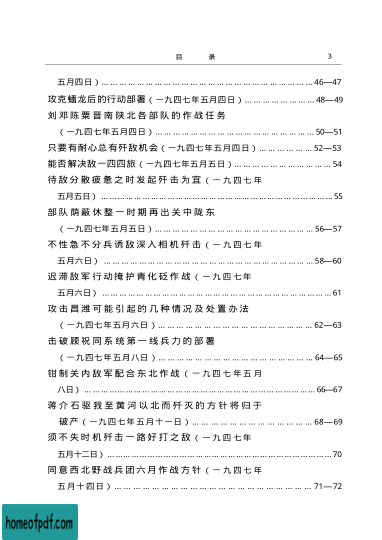 目 录 3
五月四日）…………………………………………………………… 46—47
攻克蟠龙后的行动部署（一九四七年五月四日）……………… 48—49
刘邓陈粟晋南陕北各部队的作战任务
（一九四七年五月四日）……………………………………… 50—51
只要有耐心总有歼敌机会（一九四七年五月四日）…………… 52—53
能否解决敌一四四旅（一九四七年五月五日）……………………… 54
待敌分散疲惫之时发起歼击为宜（一九四七年
五月五日）……………………………………………………………… 55
部队荫蔽休整一时期再出关中陇东
（一九四七年五月五日）……………………………………… 56—57
不性急不分兵诱敌深入相机歼击（一九四七年
五月六日） …………………………………………………………… 58—60
迟滞敌军行动掩护青化砭作战（一九四七年
五月六日）……………………………………………………………… 61
攻击昌潍可能引起的几种情况及处置办法
（一九四七年五月六日）……………………………………… 62—63
击破顾祝同系统第一线兵力的部署
（一九四七年五月八日）……………………………………… 64—65
钳制关内敌军配合东北作战（一九四七年五月
八日）………………………………………………………………… 66—67
蒋介石驱我至黄河以北而歼灭的方针将归于
破产（一九四七年五月十一日）……………………………… 68—69
须不失时机歼击一路好打之敌（一九四七年
五月十二日）…………………………………………………………… 70
同意西北野战兵团六月作战方针（一九四七年
五月十四日）………………………………………………………… 71—72
homeofpdf.com